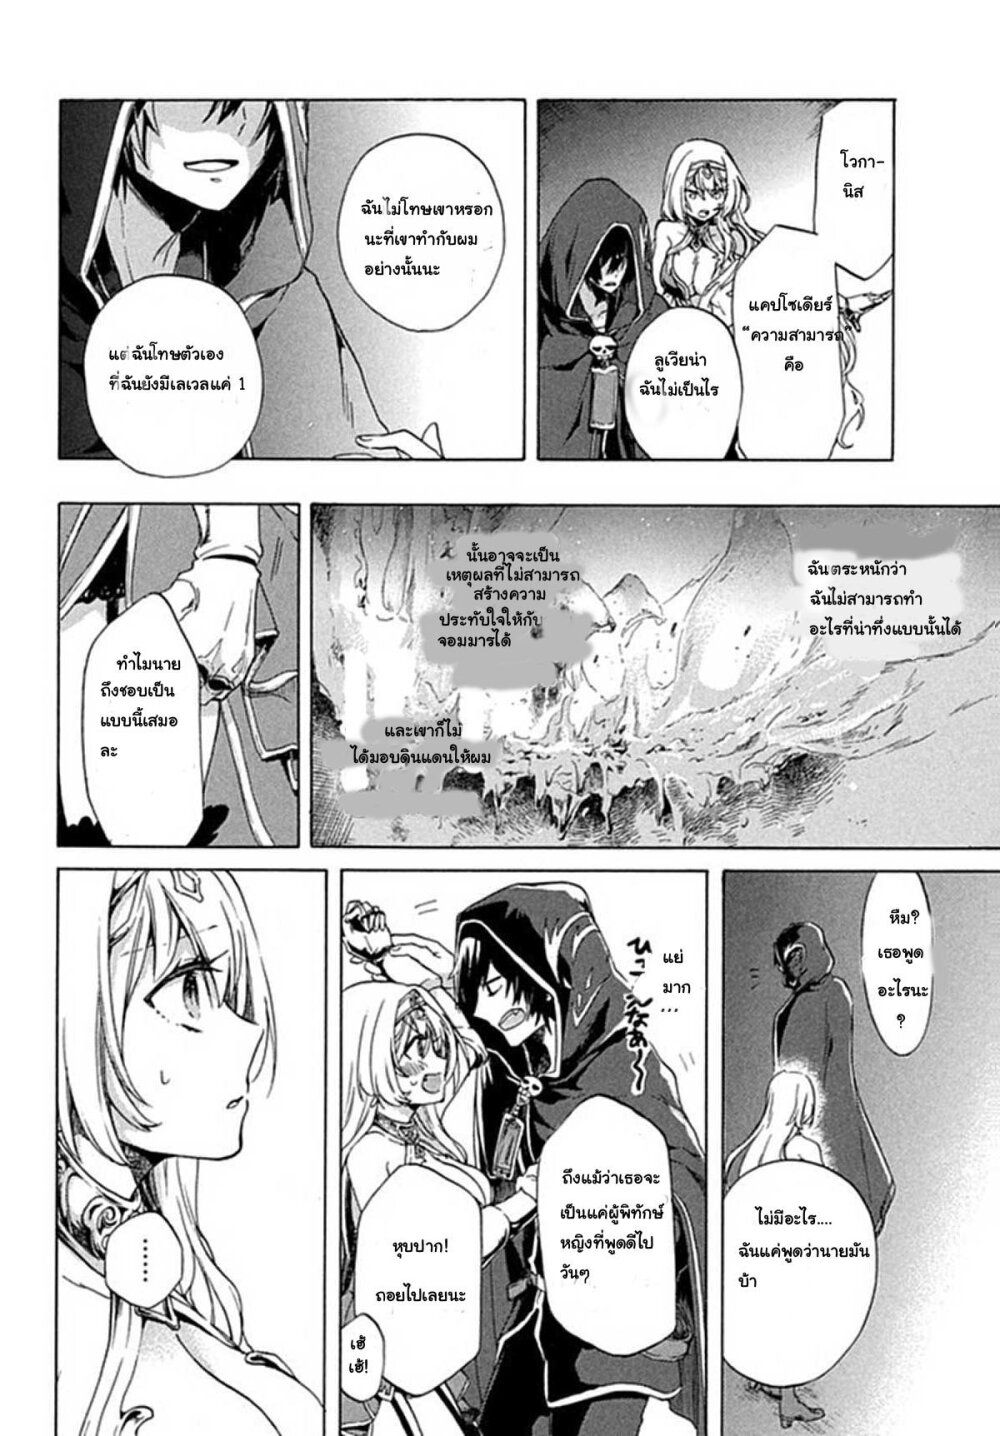 โวกา-
นิส
แคปโซเดียร์
“ความสามารถ”
คือ
ลูเวียน่า
ฉันไม่เป็นไร
ฉันไม่โทษเขาหรอก
นะที่เขาทำกับผม
อย่างนั้นนะ
แต่ฉันโทษตัวเอง
ที่ฉันยังมีเลเวลแค่ 1
ฉันตระหนักว่า
ฉันไม่สามารถทำ
อะไรที่น่าทึ่งแบบนั้นได้
นั้นอาจจะเป็น
เหตุผลที่ไม่สามารถ
สร้างความ
ประทับใจให้กับ
จอมมารได้
และเขาก็ไม่
ได้มอบดินแดนให้ผม
ทำไมนาย
ถึงชอบเป็น
แบบนี้เสมอ
ละ
หืม?
เธอพูด
อะไรนะ
?
ไม่มีอะไร....
ฉันแค่พูดว่านายมัน
บ้า
แย่
มาก
...
ひっどいなあ〜
ถึงแม้ว่าเธอจะ
เป็นแค่ผู้พิทักษ์
หญิงที่พูดดีไป
วันๆ
หุบปาก!
ถอยไปเลยนะ
เฮ้
เฮ้!
......